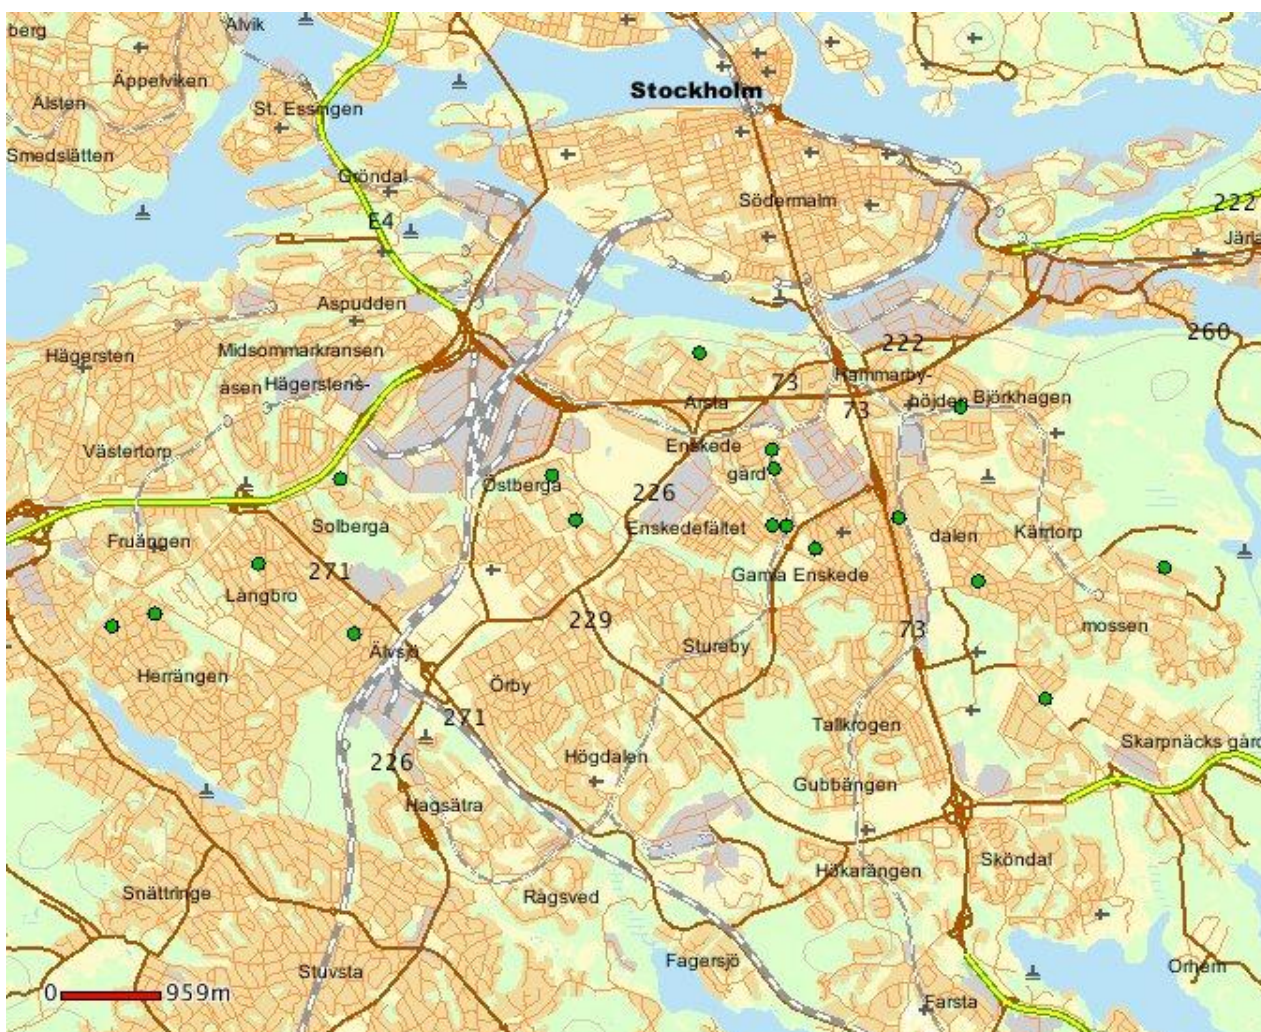 Alvik
berg
Äppelviken
Stockholm
Ålsten
St. Essingen
Smedslätten
Gröndal
Södermalm
222
E4
Järla
Aspudden
260
Midsommarkransen
222
Hägersten
Hammarby-
åsen Hägerstens-
73
höjden Björkhagen
Årsta
73
Enskede
Västertorp
gård
Östberga
226
Solberga
Enskedefältet
dalen
Kärrtorp
Fruängen
271
Gamla Enskede
Långbro
229
mossen
73
Stureby
Älvsjö
Herrängen
Örby
271
Tallkrogen
Skarpnäcks gård
Högdalen
226
Gubbängen
Hagsätra
Sköndal
Hökarängen
Snättringe
Rågsved
Fagersjö
Orhem
Stuvsta
0 959m
Farsta